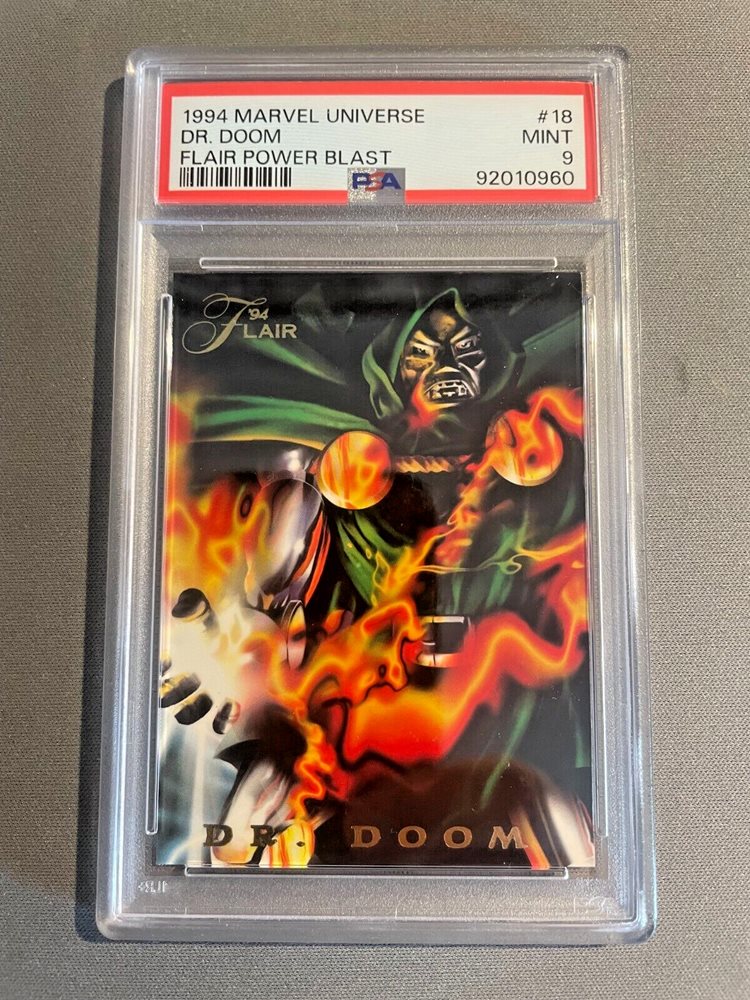 1994 MARVEL UNIVERSE #18
DR. DOOM MINT
FLAIR POWER BLAST 9
PSA 92010960
'94
FLAIR
DR. DOOM